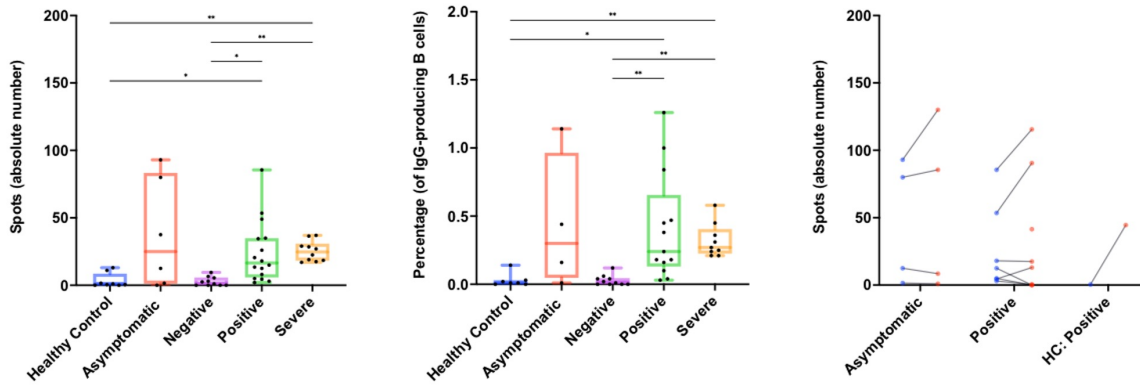 Spots (absolute number)
200
150
100
50
0
**
**
*
*
Healthy Control
Asymptomatic
Negative
Positive
Severe
Percentage (of IgG-producing B cells)
2.0
1.5
1.0
0.5
0.0
**
*
**
**
Healthy Control
Asymptomatic
Negative
Positive
Severe
Spots (absolute number)
200
150
100
50
0
Asymptomatic
Positive
HC: Positive